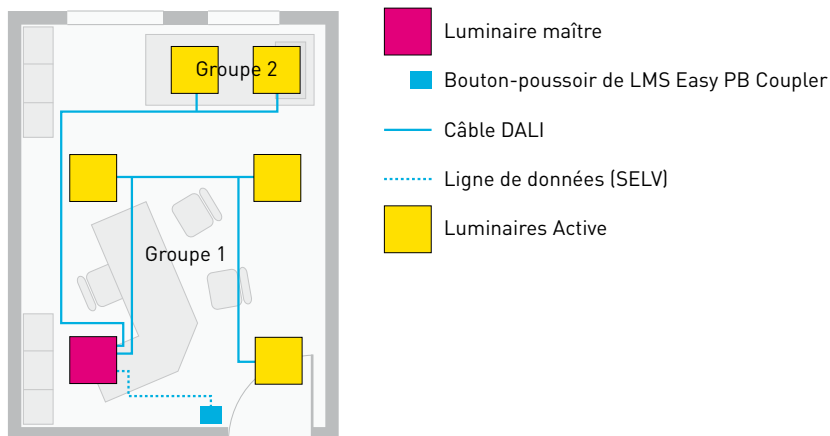 Groupe 2
Groupe 1
Luminaire maître
Bouton-poussoir de LMS Easy PB Coupler
Câble DALI
Ligne de données (SELV)
Luminaires Active